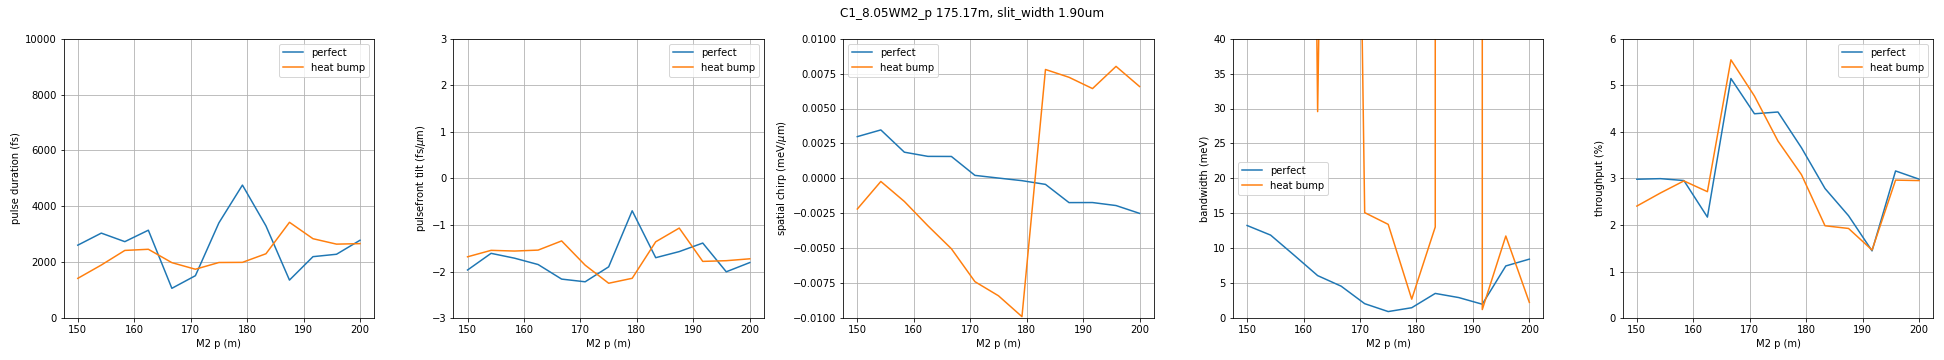 C1_8.05WM2_p 175.17m, slit_width 1.90um
pulse duration (fs)
10000
8000
6000
4000
2000
0
150 160 170 180 190 200
M2 p (m)
perfect
heat bump
pulsefront tilt (fs/μm)
3
2
1
0
−1
−2
−3
150 160 170 180 190 200
M2 p (m)
perfect
heat bump
spatial chirp (meV/μm)
0.0100
0.0075
0.0050
0.0025
0.0000
−0.0025
−0.0050
−0.0075
−0.0100
150 160 170 180 190 200
M2 p (m)
perfect
heat bump
bandwidth (meV)
40
35
30
25
20
15
10
5
0
150 160 170 180 190 200
M2 p (m)
perfect
heat bump
throughput (%)
6
5
4
3
2
1
0
150 160 170 180 190 200
M2 p (m)
perfect
heat bump